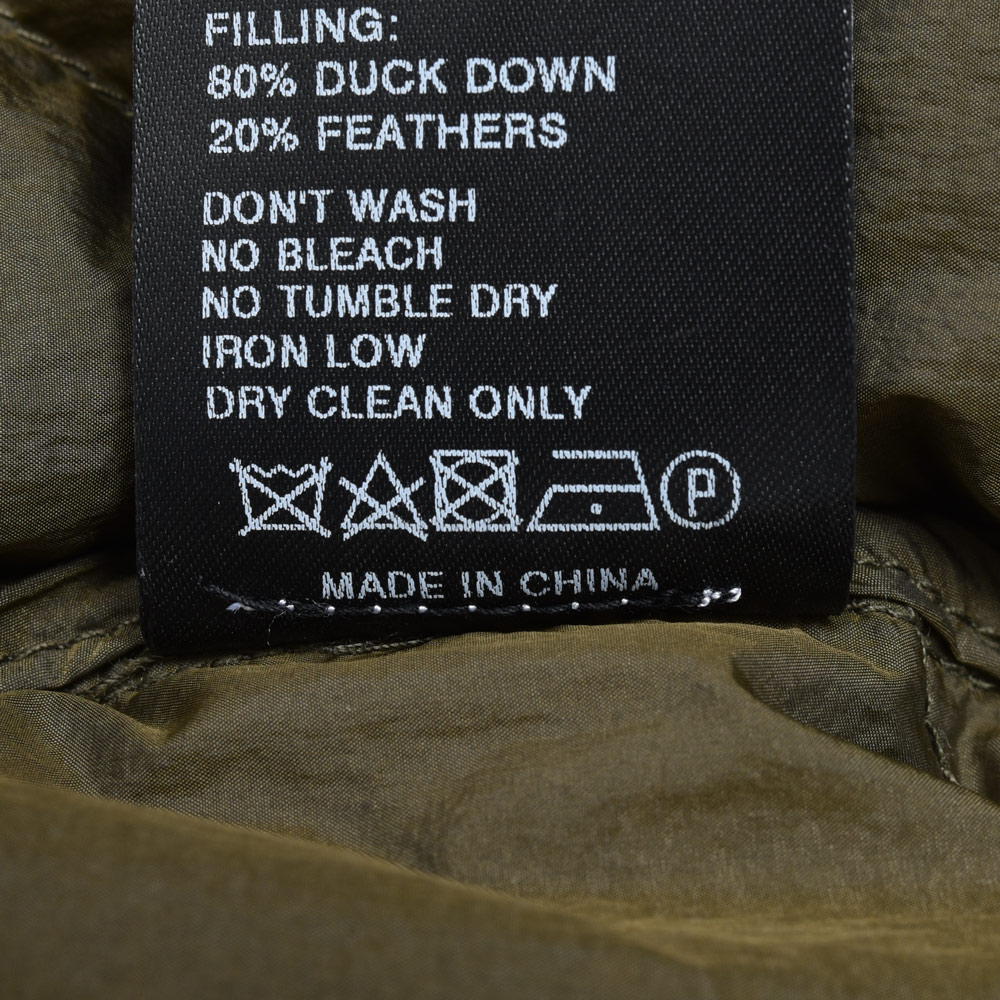 FILLING:
80% DUCK DOWN
20% FEATHERS
DON'T WASH
NO BLEACH
NO TUMBLE DRY
IRON LOW
DRY CLEAN ONLY
P
MADE IN CHINA